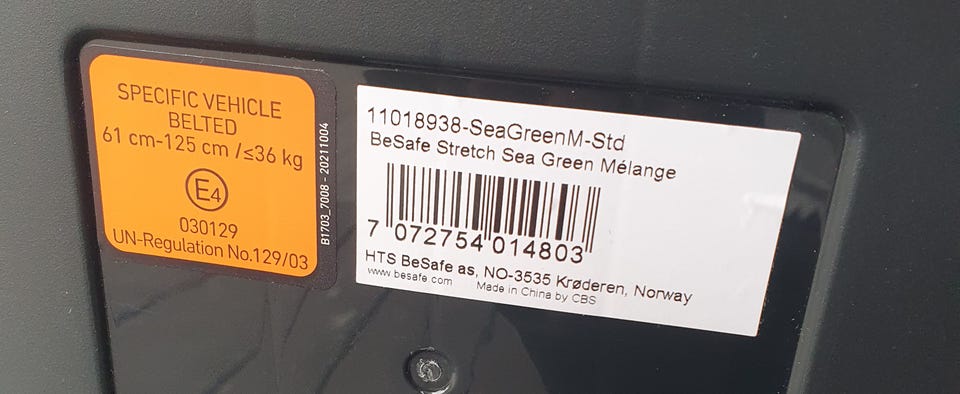 SPECIFIC VEHICLE
BELTED
61 cm-125 cm /≤36 kg
E4
030129
UN-Regulation No.129/03
B1703_7008 - 20211004
11018938-SeaGreenM-Std
BeSafe Stretch Sea Green Mélange
7 072754 014803
HTS BeSafe as, NO-3535 Krøderen, Norway
www.besafe.com Made in China by CBS